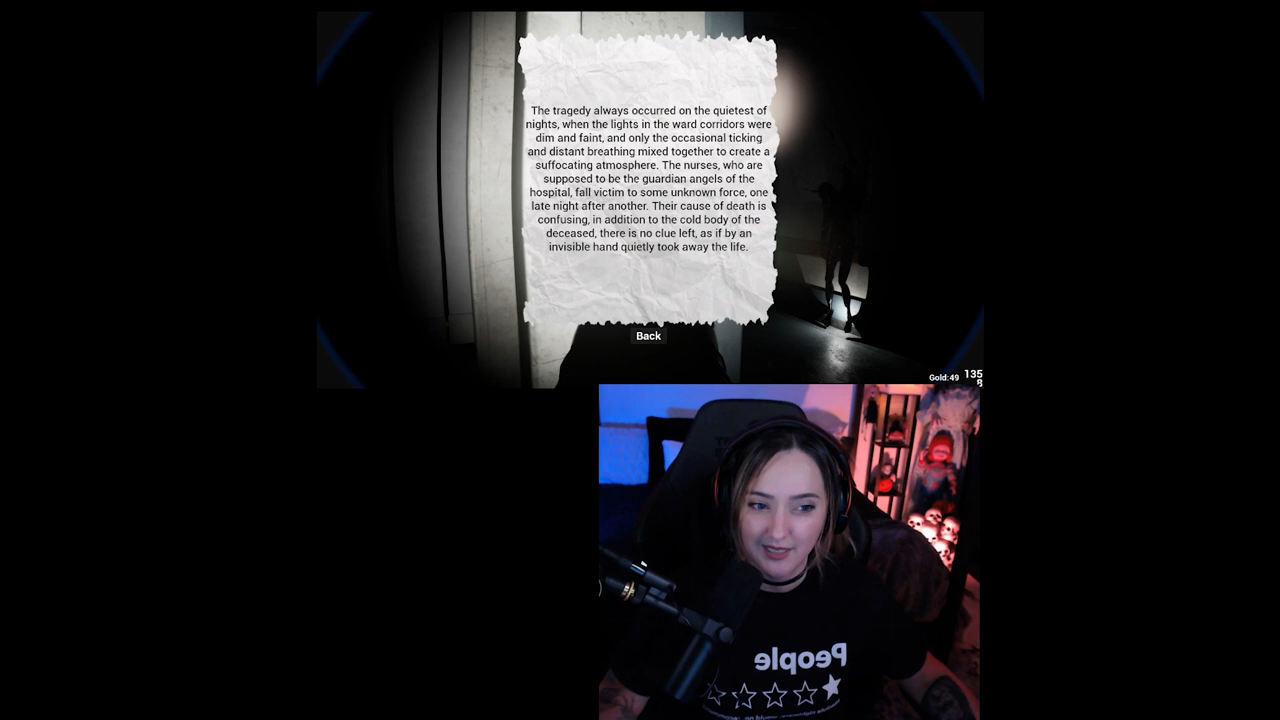 The tragedy always occurred on the quietest of
nights, when the lights in the ward corridors were
dim and faint, and only the occasional ticking
and distant breathing mixed together to create a
suffocating atmosphere. The nurses, who are
supposed to be the guardian angels of the
hospital, fall victim to some unknown force, one
late night after another. Their cause of death is
confusing, in addition to the cold body of the
deceased, there is no clue left, as if by an
invisible hand quietly took away the life.
Back
Gold:49
135
8
People